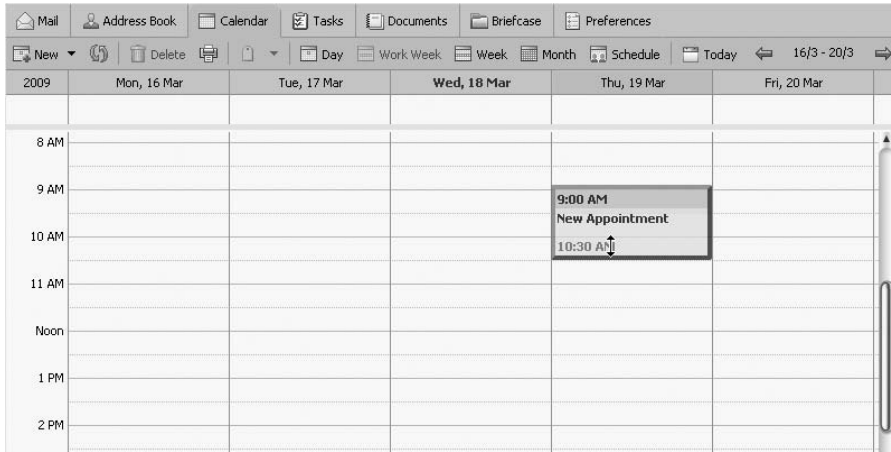 Mail Address Book Calendar Tasks Documents Briefcase Preferences
New Delete Day Work Week Week Month Schedule Today 16/3 - 20/3
2009 Mon, 16 Mar Tue, 17 Mar Wed, 18 Mar Thu, 19 Mar Fri, 20 Mar
8 AM
9 AM
9:00 AM
New Appointment
10 AM
10:30 AM
11 AM
Noon
1 PM
2 PM